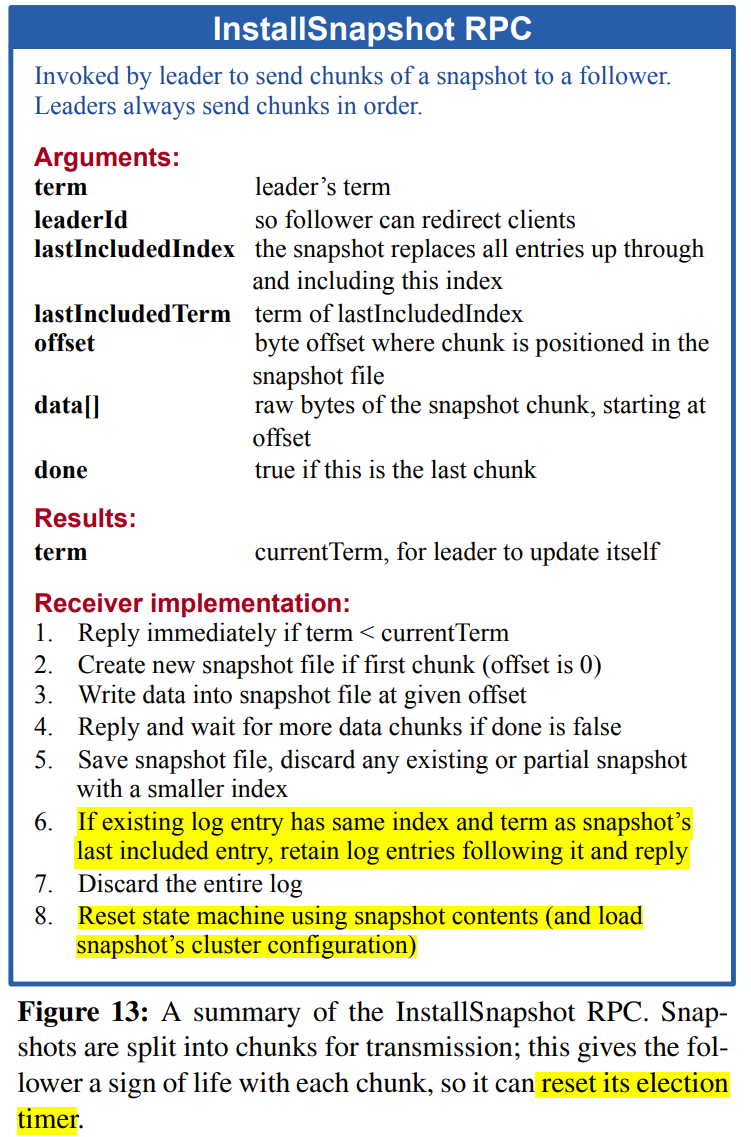 InstallSnapshot RPC
Invoked by leader to send chunks of a snapshot to a follower.
Leaders always send chunks in order.
Arguments:
term leader’s term
leaderId so follower can redirect clients
lastIncludedIndex the snapshot replaces all entries up through
and including this index
lastIncludedTerm term of lastIncludedIndex
offset byte offset where chunk is positioned in the
snapshot file
data[] raw bytes of the snapshot chunk, starting at
offset
done true if this is the last chunk
Results:
term currentTerm, for leader to update itself
Receiver implementation:
1. Reply immediately if term < currentTerm
2. Create new snapshot file if first chunk (offset is 0)
3. Write data into snapshot file at given offset
4. Reply and wait for more data chunks if done is false
5. Save snapshot file, discard any existing or partial snapshot
with a smaller index
6. If existing log entry has same index and term as snapshot’s
last included entry, retain log entries following it and reply
7. Discard the entire log
8. Reset state machine using snapshot contents (and load
snapshot’s cluster configuration)
Figure 13: A summary of the InstallSnapshot RPC. Snap-
shots are split into chunks for transmission; this gives the fol-
lower a sign of life with each chunk, so it can reset its election
timer.